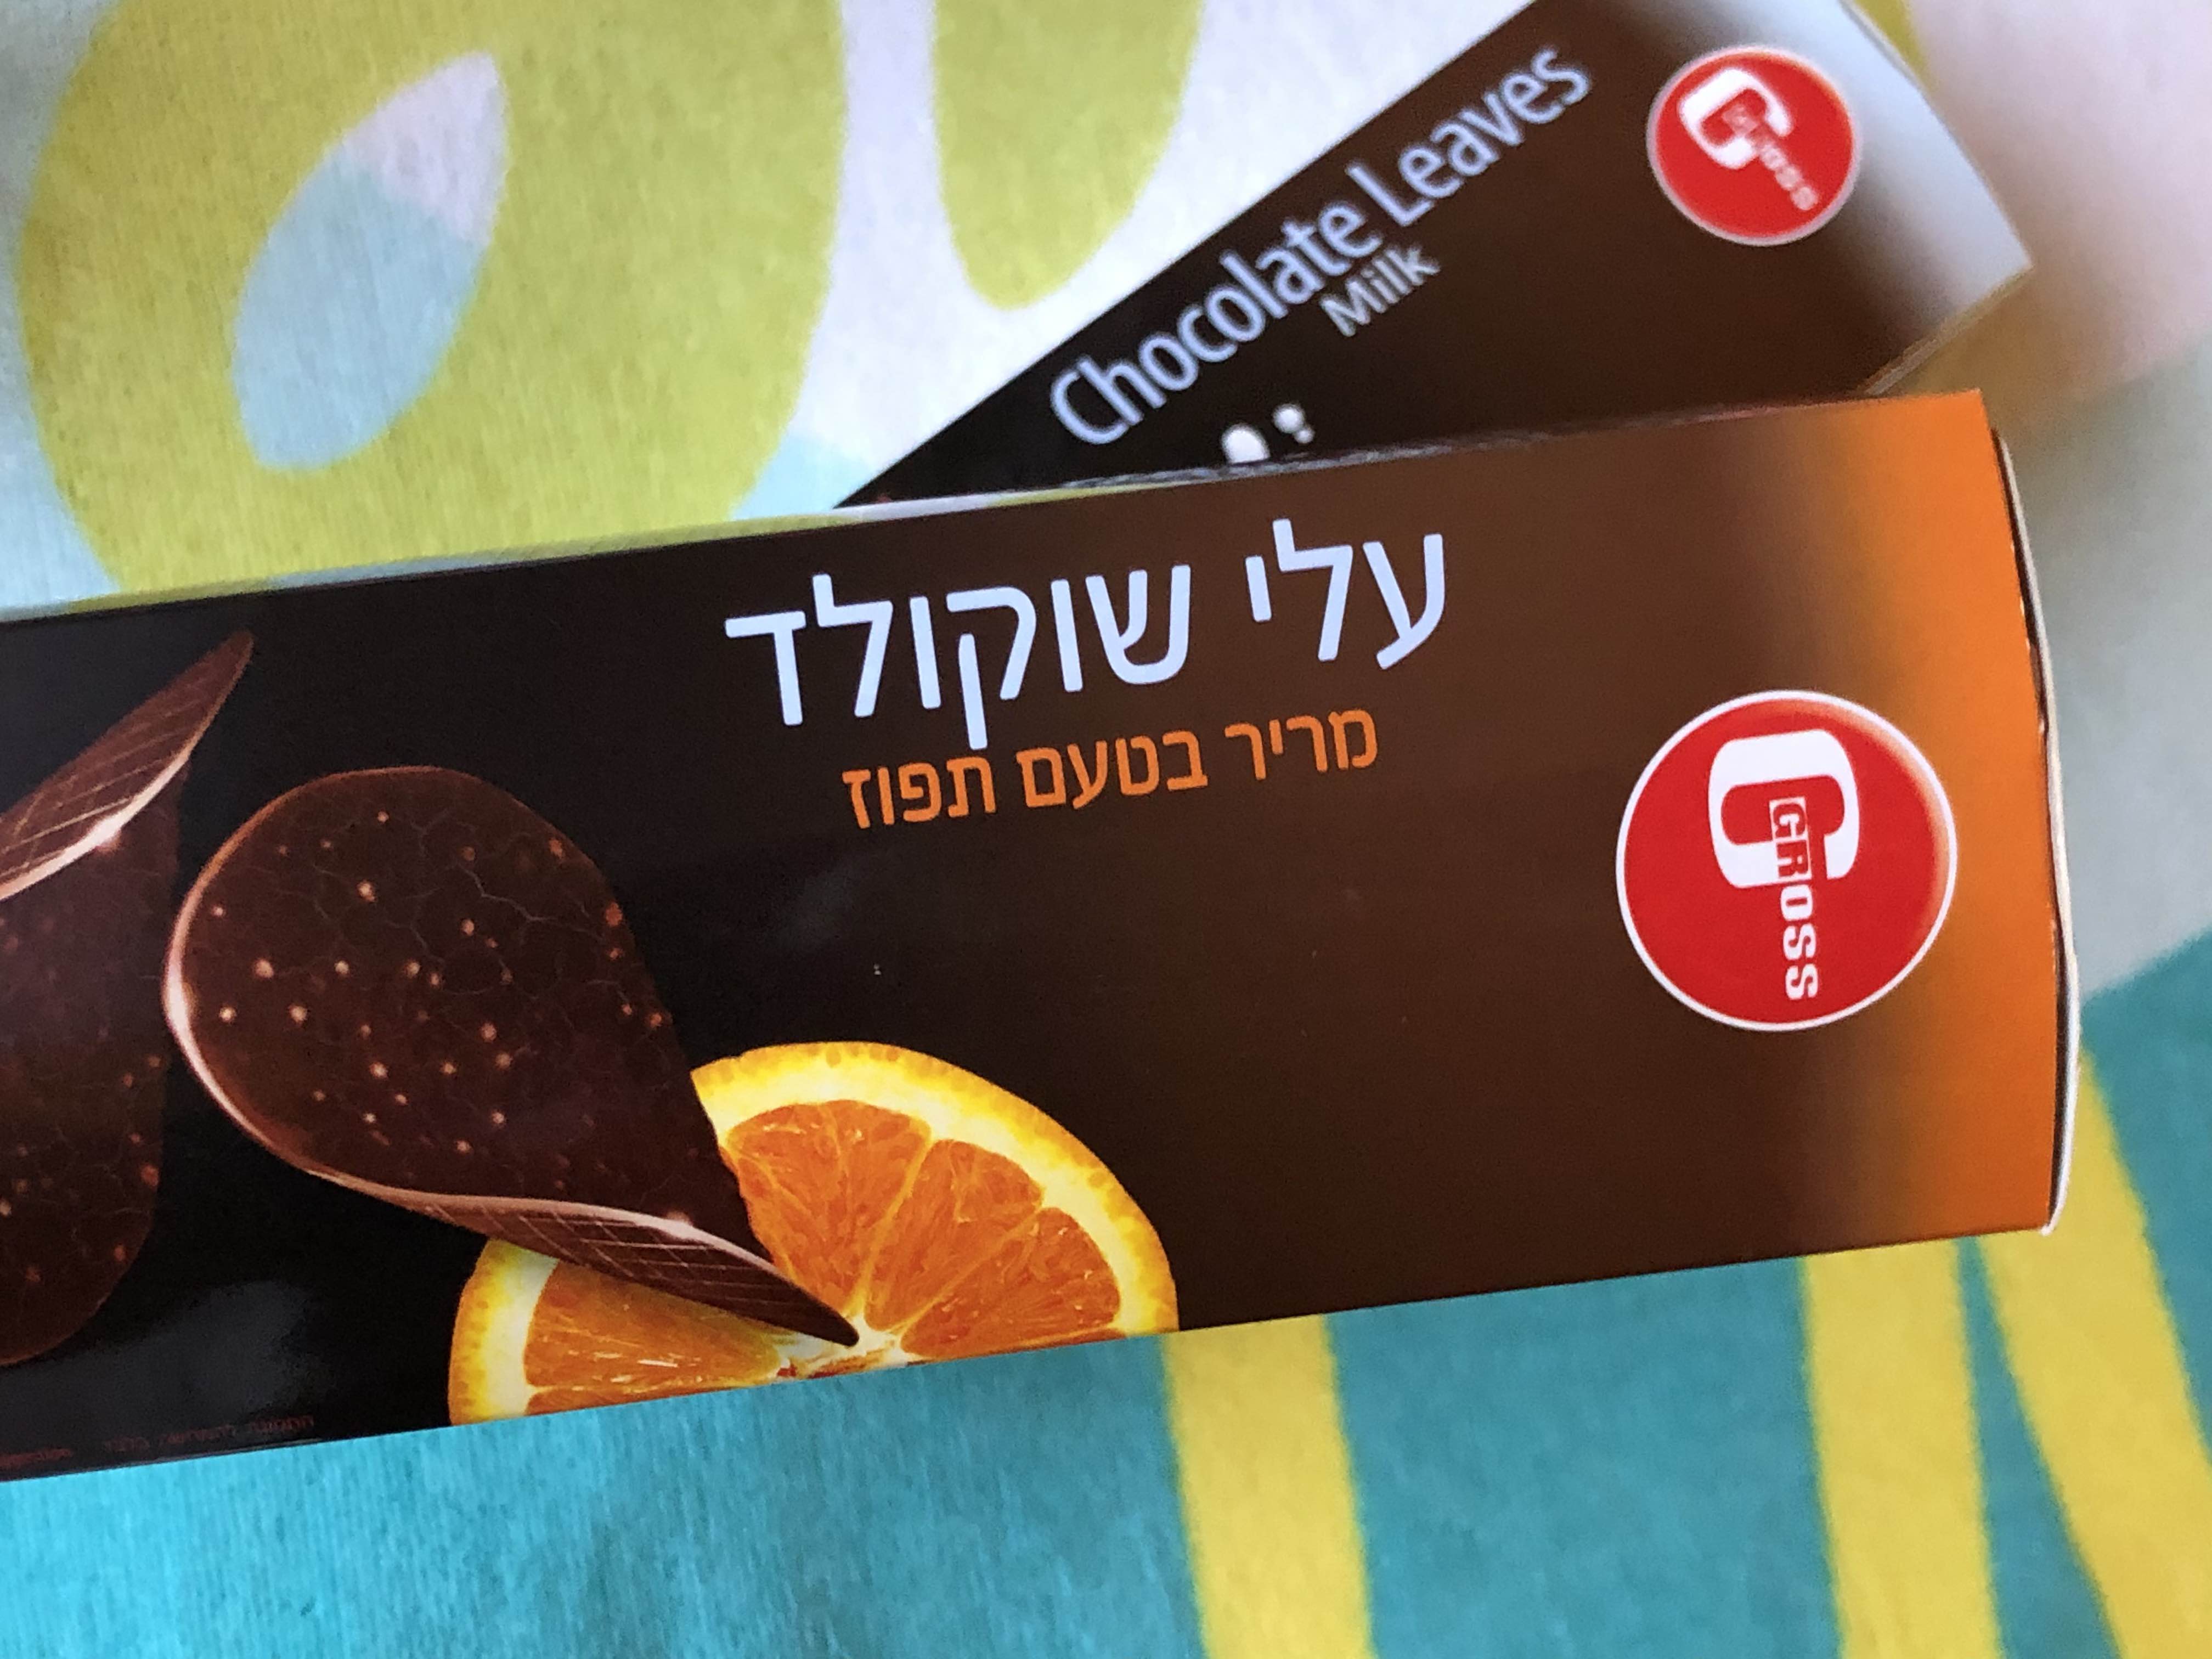 Chocolate Leaves
Milk
GROSS
עלי שוקולד
מריר בטעם תפוז
GROSS